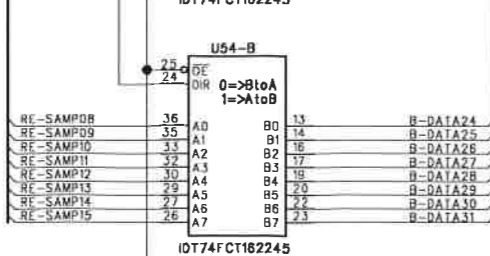 IDT74FCT162245
U54-B
25 OE
24 DIR 0=>BtoA
1=>AtoB
RE-SAMP08 36 A0 B0 13 B-DATA24
RE-SAMP09 35 A1 B1 14 B-DATA25
RE-SAMP10 33 A2 B2 16 B-DATA26
RE-SAMP11 32 A3 B3 17 B-DATA27
RE-SAMP12 30 A4 B4 19 B-DATA28
RE-SAMP13 29 A5 B5 20 B-DATA29
RE-SAMP14 27 A6 B6 22 B-DATA30
RE-SAMP15 26 A7 B7 23 B-DATA31
IDT74FCT162245